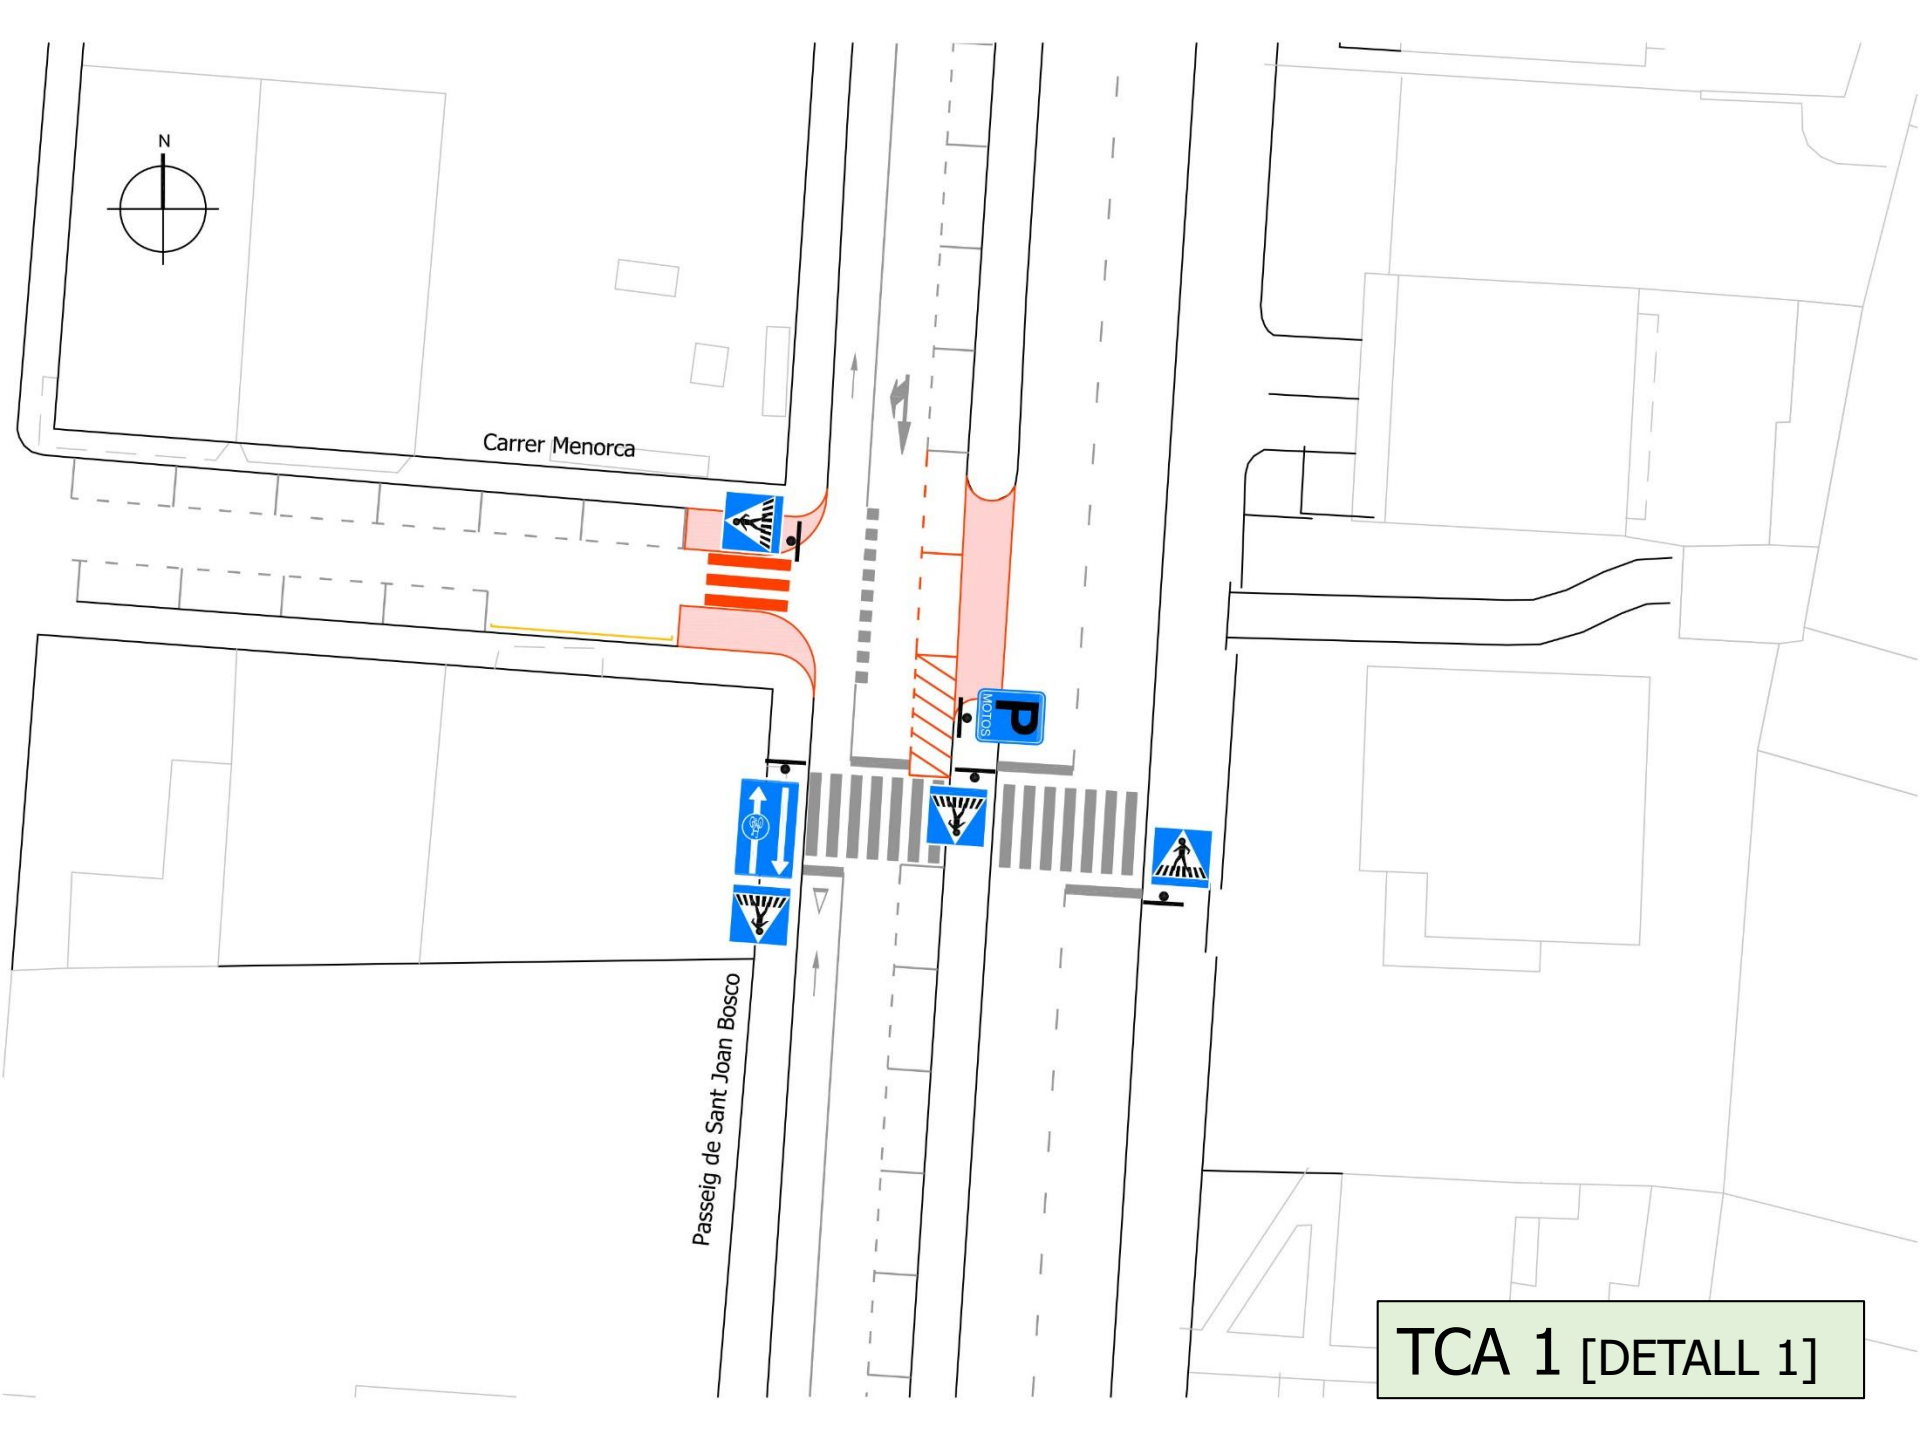 N
Carrer Menorca
P
MOTOS
Passeig de Sant Joan Bosco
TCA 1 [DETALL 1]